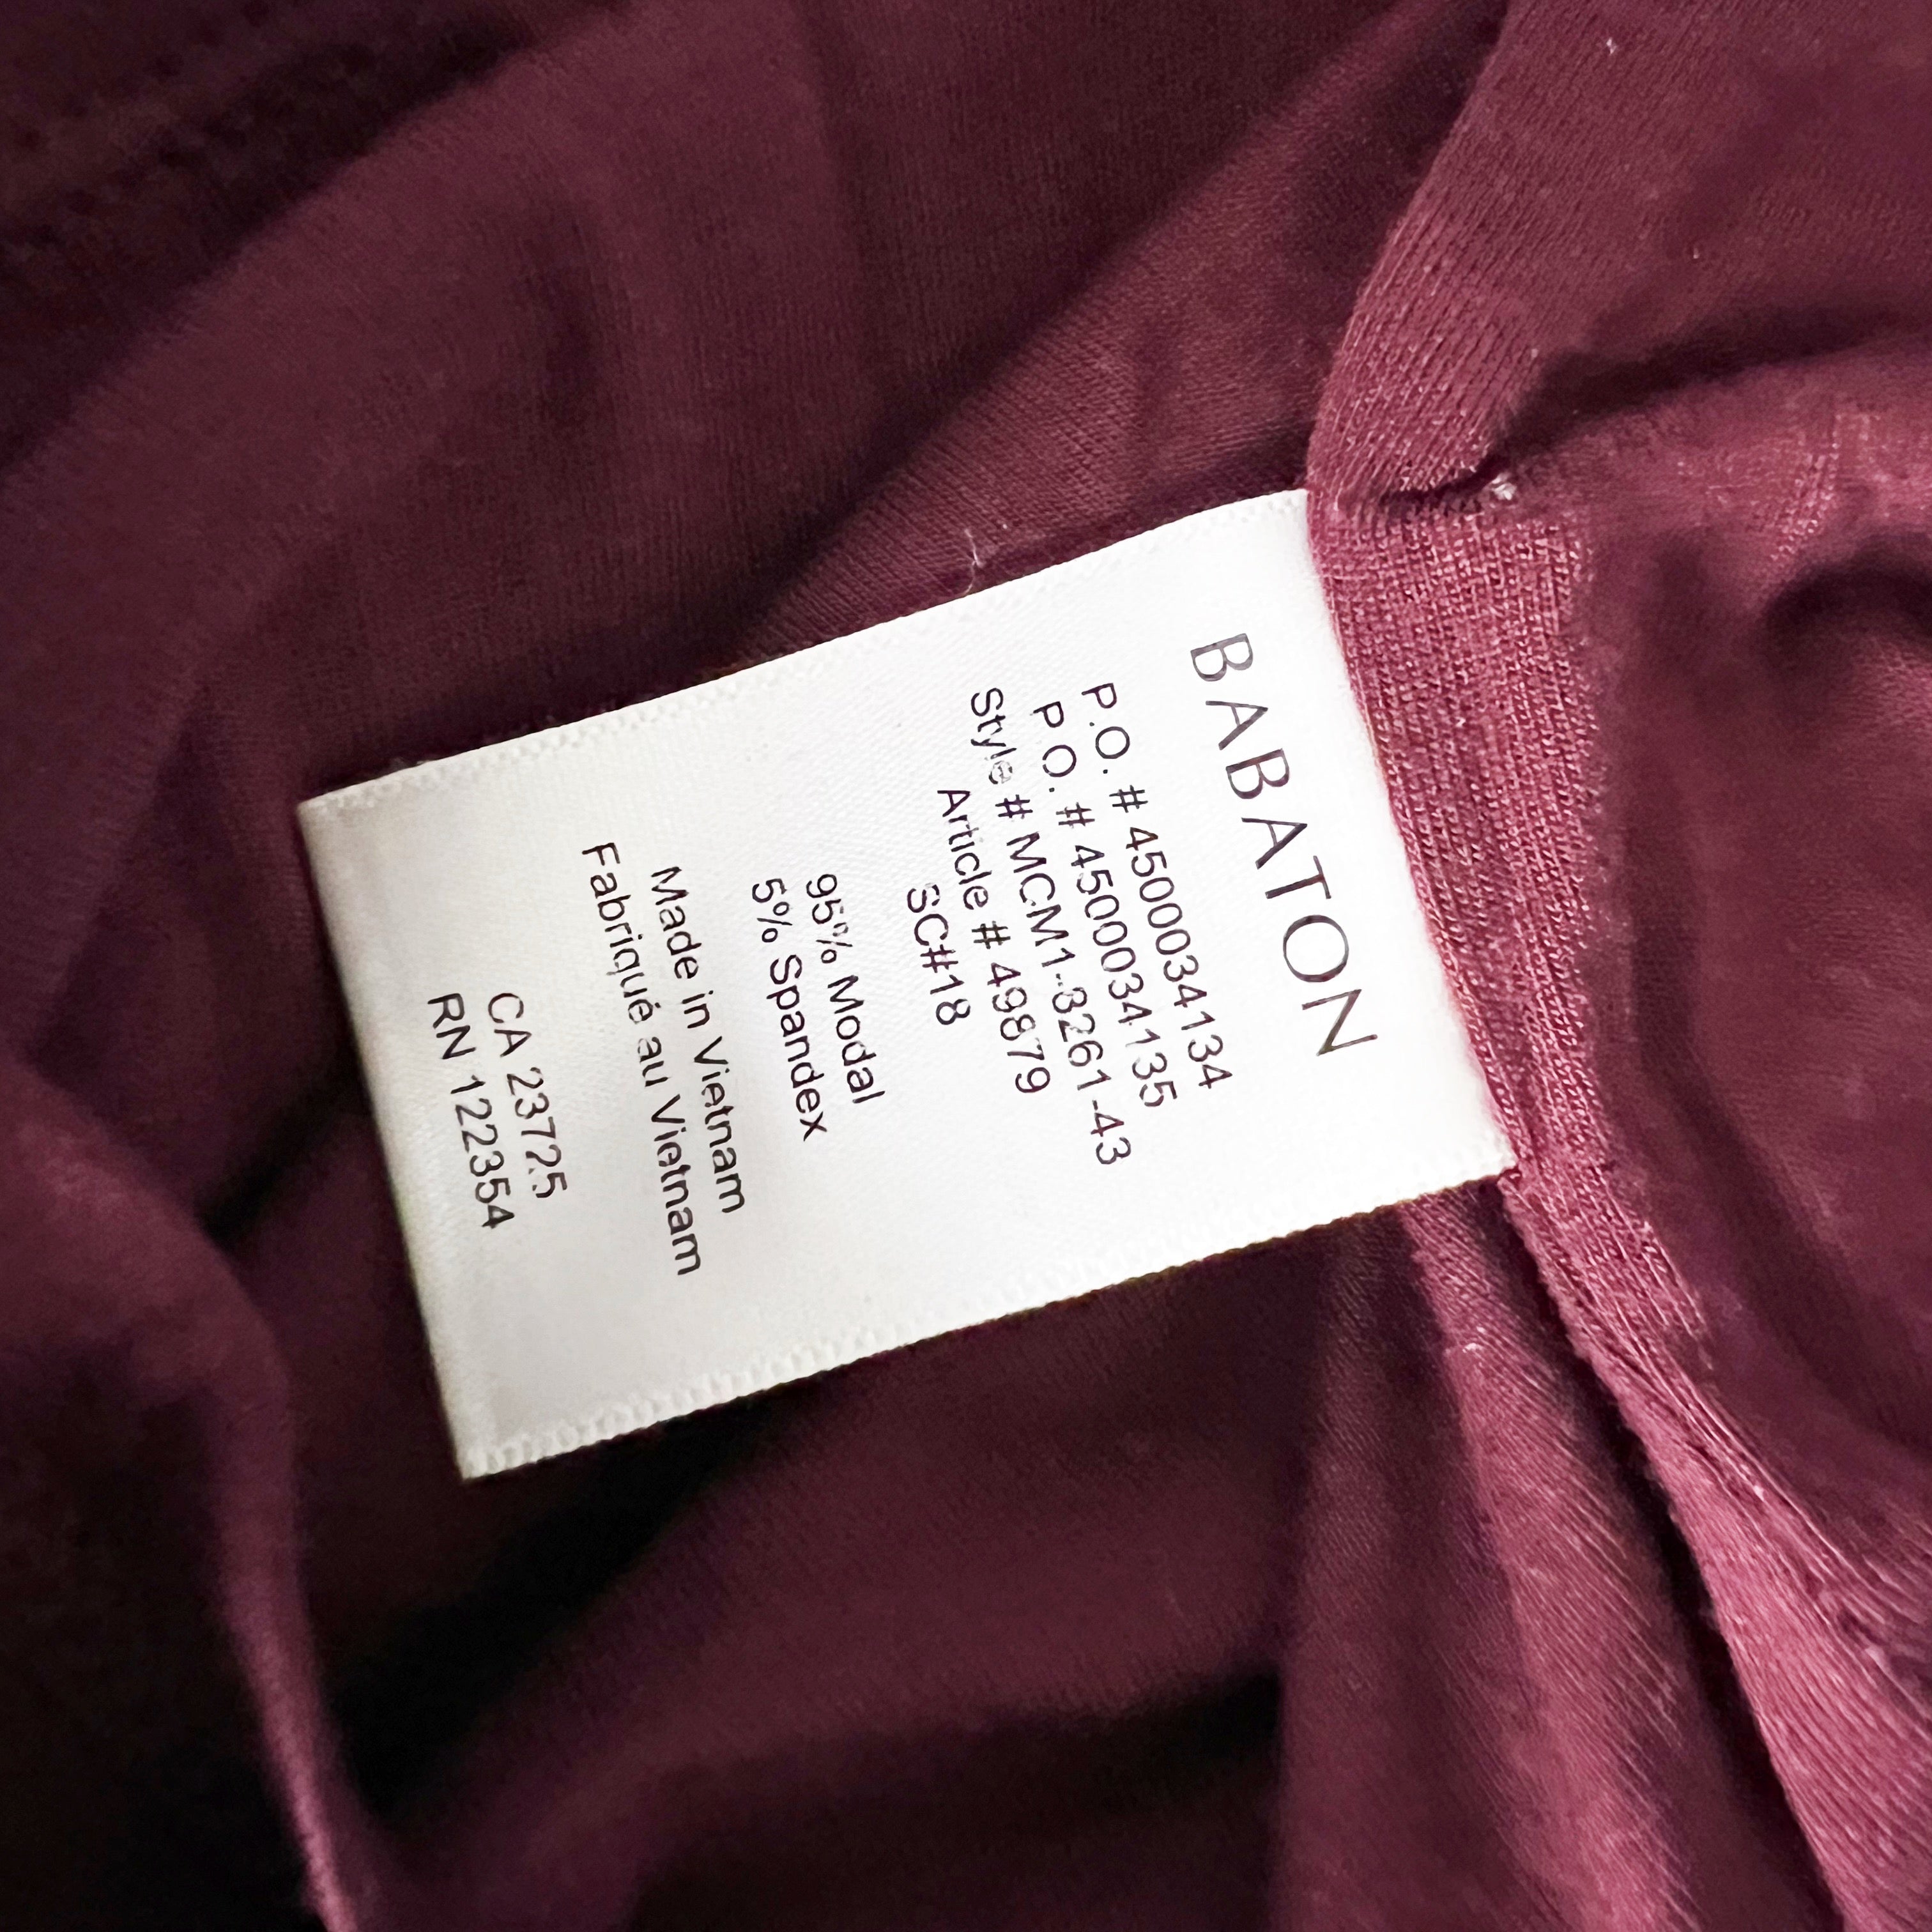 BABATON
P.O. # 4500034134
P O. # 4500034135
Style # MCM1-3261-43
Article # 49879
SC#18
95% Modal
5% Spandex
Made in Vietnam
Fabriqué au Vietnam
CA 23725
RN 122354